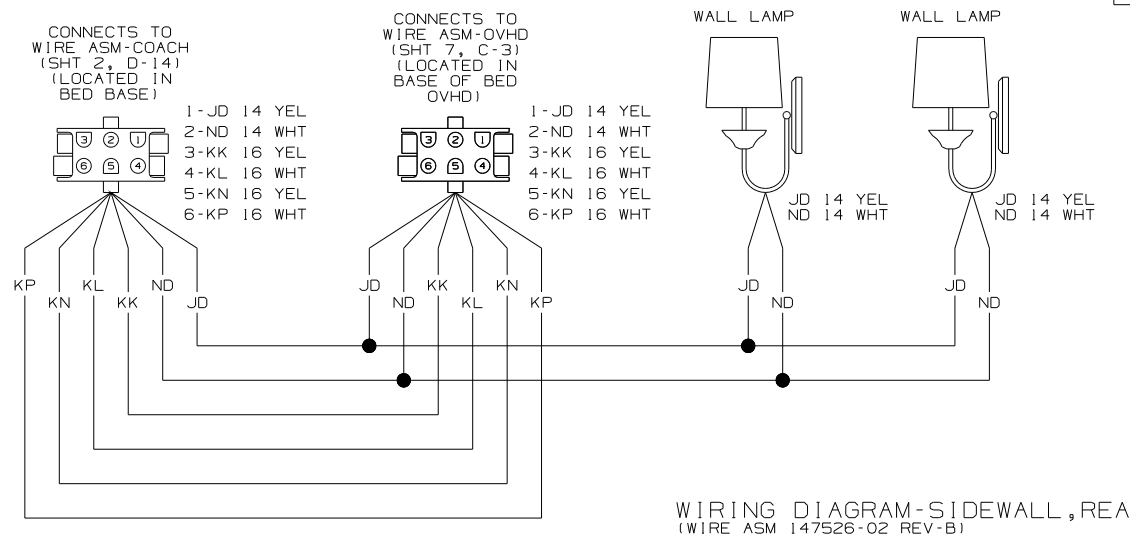 CONNECTS TO
WIRE ASM-COACH
(SHT 2, D-14)
(LOCATED IN
BED BASE)
1-JD 14 YEL
2-ND 14 WHT
3-KK 16 YEL
4-KL 16 WHT
5-KN 16 YEL
6-KP 16 WHT
3 2 1
6 5 4
CONNECTS TO
WIRE ASM-OVHD
(SHT 7, C-3)
(LOCATED IN
BASE OF BED
OVHD)
1-JD 14 YEL
2-ND 14 WHT
3-KK 16 YEL
4-KL 16 WHT
5-KN 16 YEL
6-KP 16 WHT
3 2 1
6 5 4
WALL LAMP
JD 14 YEL
ND 14 WHT
WALL LAMP
JD 14 YEL
ND 14 WHT
KP KN KL KK ND JD
JD ND KK KL KN KP
JD ND
JD ND
WIRING DIAGRAM-SIDEWALL, REA
(WIRE ASM 147526-02 REV-B)